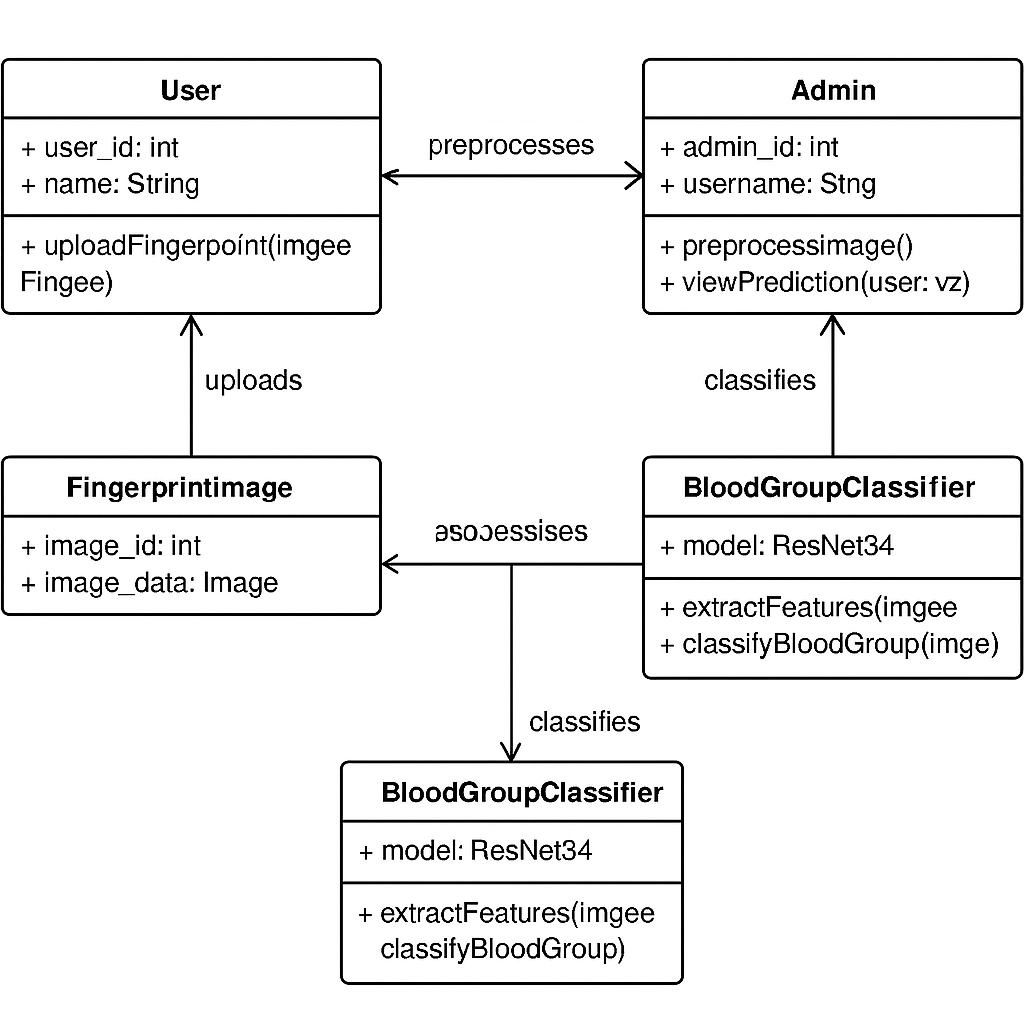 User
+ user_id: int
+ name: String
+ uploadFingerpoínt(imgee
Fingee)
preprocesses
Admin
+ admin_id: int
+ username: Stng
+ preprocessimage()
+ viewPrediction(user: vz)
uploads
classifies
Fingerprintimage
+ image_id: int
+ image_data: Image
BloodGroupClassifier
+ model: ResNet34
+ extractFeatures(imgee
+ classifyBloodGroup(imge)
classifies
BloodGroupClassifier
+ model: ResNet34
+ extractFeatures(imgee
classifyBloodGroup)